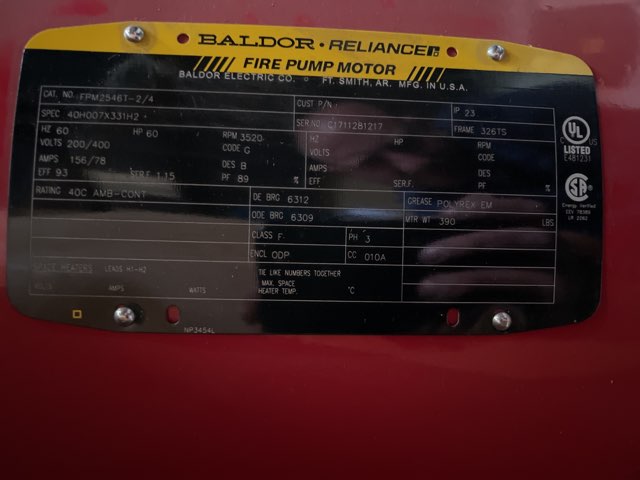 BALDOR • RELIANCE
FIRE PUMP MOTOR
BALDOR ELECTRIC CO. FT. SMITH, AR. MFG IN U.S.A.
CAT. NO. FPM2546T-2/4 CUST P/N IP 23
SPEC 40H007X331H2 SER.NO. C1711281217 FRAME 326TS
HZ 60 HP 60 RPM 3520 HZ HP RPM
VOLTS 200/400 CODE G VOLTS CODE
AMPS 156/78 DES B AMPS DES
EFF 93 SER.F. 1.15 PF 89 % EFF SER.F. PF %
RATING 40C AMB-CONT DE BRG 6312 GREASE POLYREX EM
ODE BRG 6309 MTR WT 390 LBS
CLASS F PH 3
ENCL ODP CC 010A
SPACE HEATERS LEADS H1-H2 TIE LIKE NUMBERS TOGETHER
VOLTS AMPS WATTS MAX. SPACE HEATER TEMP. °C
NP3454L
UL
LISTED
E481231
SA
Energy Verified